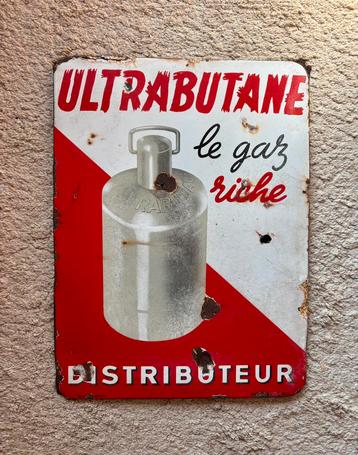 ULTRABUTANE
le gaz
riche
DISTRIBUTEUR